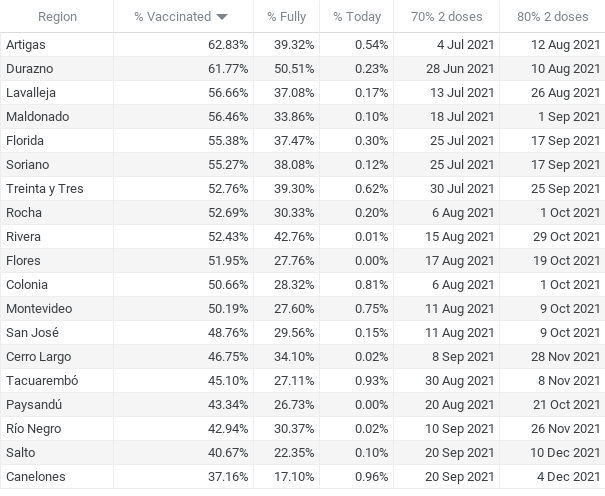 Region % Vaccinated % Fully % Today 70% 2 doses 80% 2 doses
Artigas 62.83% 39.32% 0.54% 4 Jul 2021 12 Aug 2021
Durazno 61.77% 50.51% 0.23% 28 Jun 2021 10 Aug 2021
Lavalleja 56.66% 37.08% 0.17% 13 Jul 2021 26 Aug 2021
Maldonado 56.46% 33.86% 0.10% 18 Jul 2021 1 Sep 2021
Florida 55.38% 37.47% 0.30% 25 Jul 2021 17 Sep 2021
Soriano 55.27% 38.08% 0.12% 25 Jul 2021 17 Sep 2021
Treinta y Tres 52.76% 39.30% 0.62% 30 Jul 2021 25 Sep 2021
Rocha 52.69% 30.33% 0.20% 6 Aug 2021 1 Oct 2021
Rivera 52.43% 42.76% 0.01% 15 Aug 2021 29 Oct 2021
Flores 51.95% 27.76% 0.00% 17 Aug 2021 19 Oct 2021
Colonia 50.66% 28.32% 0.81% 6 Aug 2021 1 Oct 2021
Montevideo 50.19% 27.60% 0.75% 11 Aug 2021 9 Oct 2021
San José 48.76% 29.56% 0.15% 11 Aug 2021 9 Oct 2021
Cerro Largo 46.75% 34.10% 0.02% 8 Sep 2021 28 Nov 2021
Tacuarembó 45.10% 27.11% 0.93% 30 Aug 2021 8 Nov 2021
Paysandú 43.34% 26.73% 0.00% 20 Aug 2021 21 Oct 2021
Río Negro 42.94% 30.37% 0.02% 10 Sep 2021 26 Nov 2021
Salto 40.67% 22.35% 0.10% 20 Sep 2021 10 Dec 2021
Canelones 37.16% 17.10% 0.96% 20 Sep 2021 4 Dec 2021